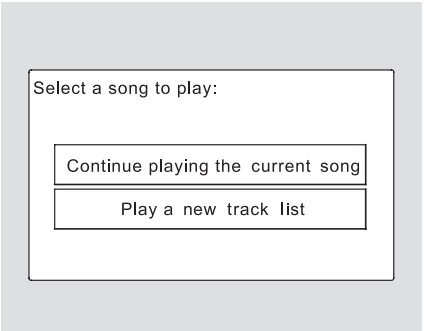 Select a song to play:
Continue playing the current song
Play a new track list